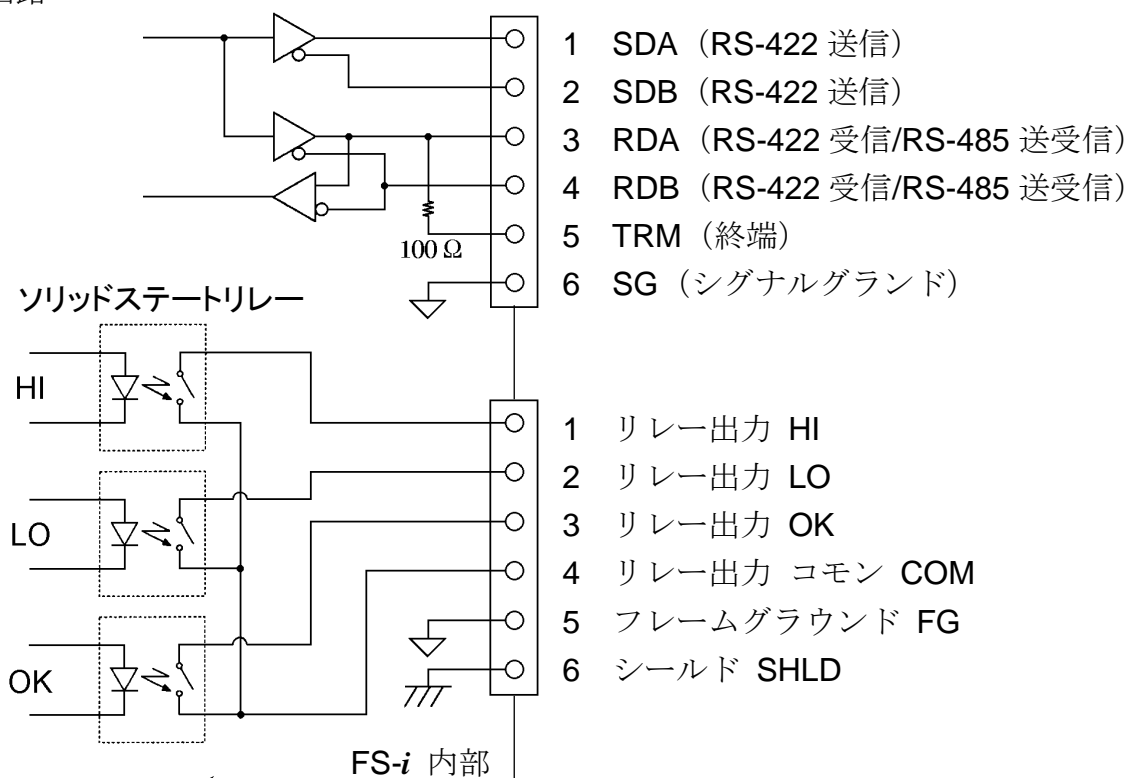 1 SDA（RS-422 送信）
2 SDB（RS-422 送信）
3 RDA（RS-422 受信/RS-485 送受信）
4 RDB（RS-422 受信/RS-485 送受信）
100 Ω
5 TRM（終端）
6 SG（シグナルグランド）
ソリッドステートリレー
HI
1 リレー出力 HI
2 リレー出力 LO
LO
3 リレー出力 OK
4 リレー出力 コモン COM
5 フレームグラウンド FG
OK
6 シールド SHLD
FS-i 内部